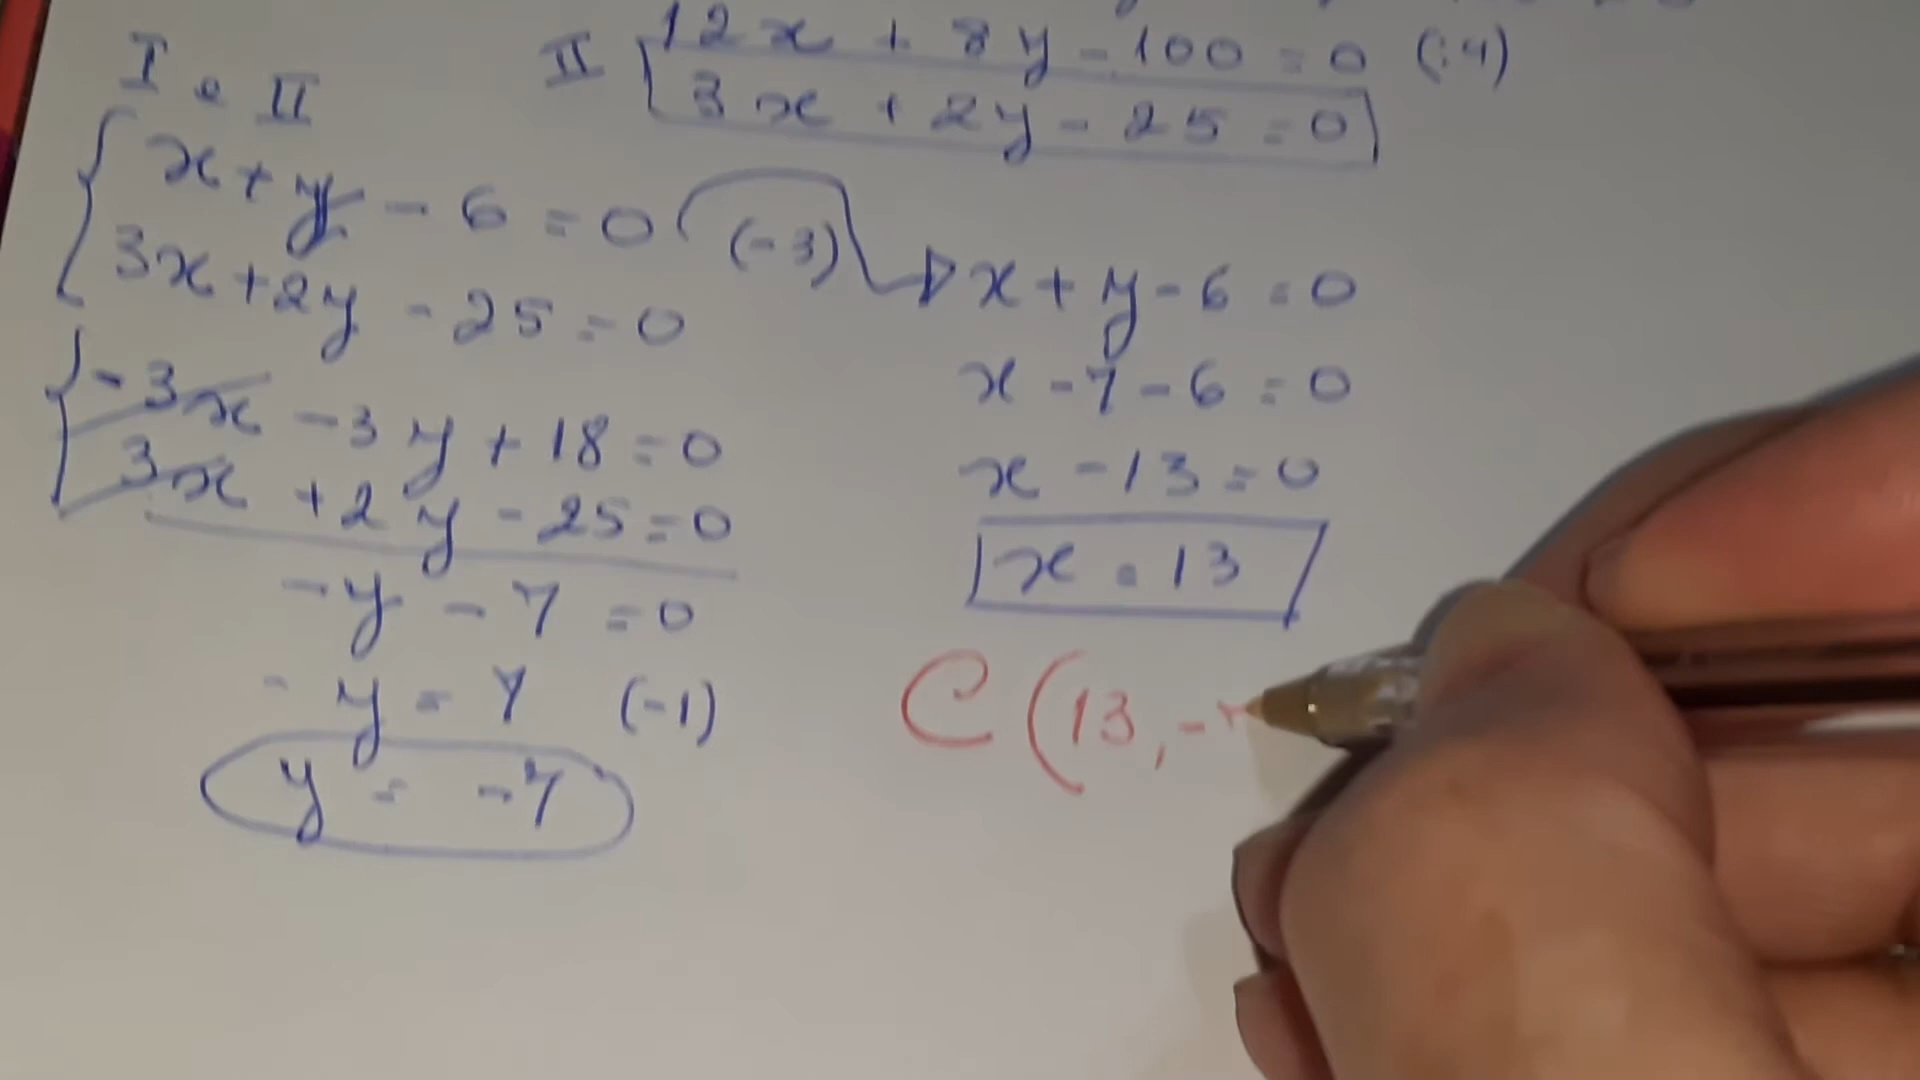 I e II
II 12x + 8y - 100 = 0 (:4)
3x + 2y - 25 = 0
x + y - 6 = 0 (-3)
3x + 2y - 25 = 0
-3x - 3y + 18 = 0
3x + 2y - 25 = 0
-y - 7 = 0
-y = 7 (-1)
y = -7
x + y - 6 = 0
x - 7 - 6 = 0
x - 13 = 0
x = 13
C (13, -